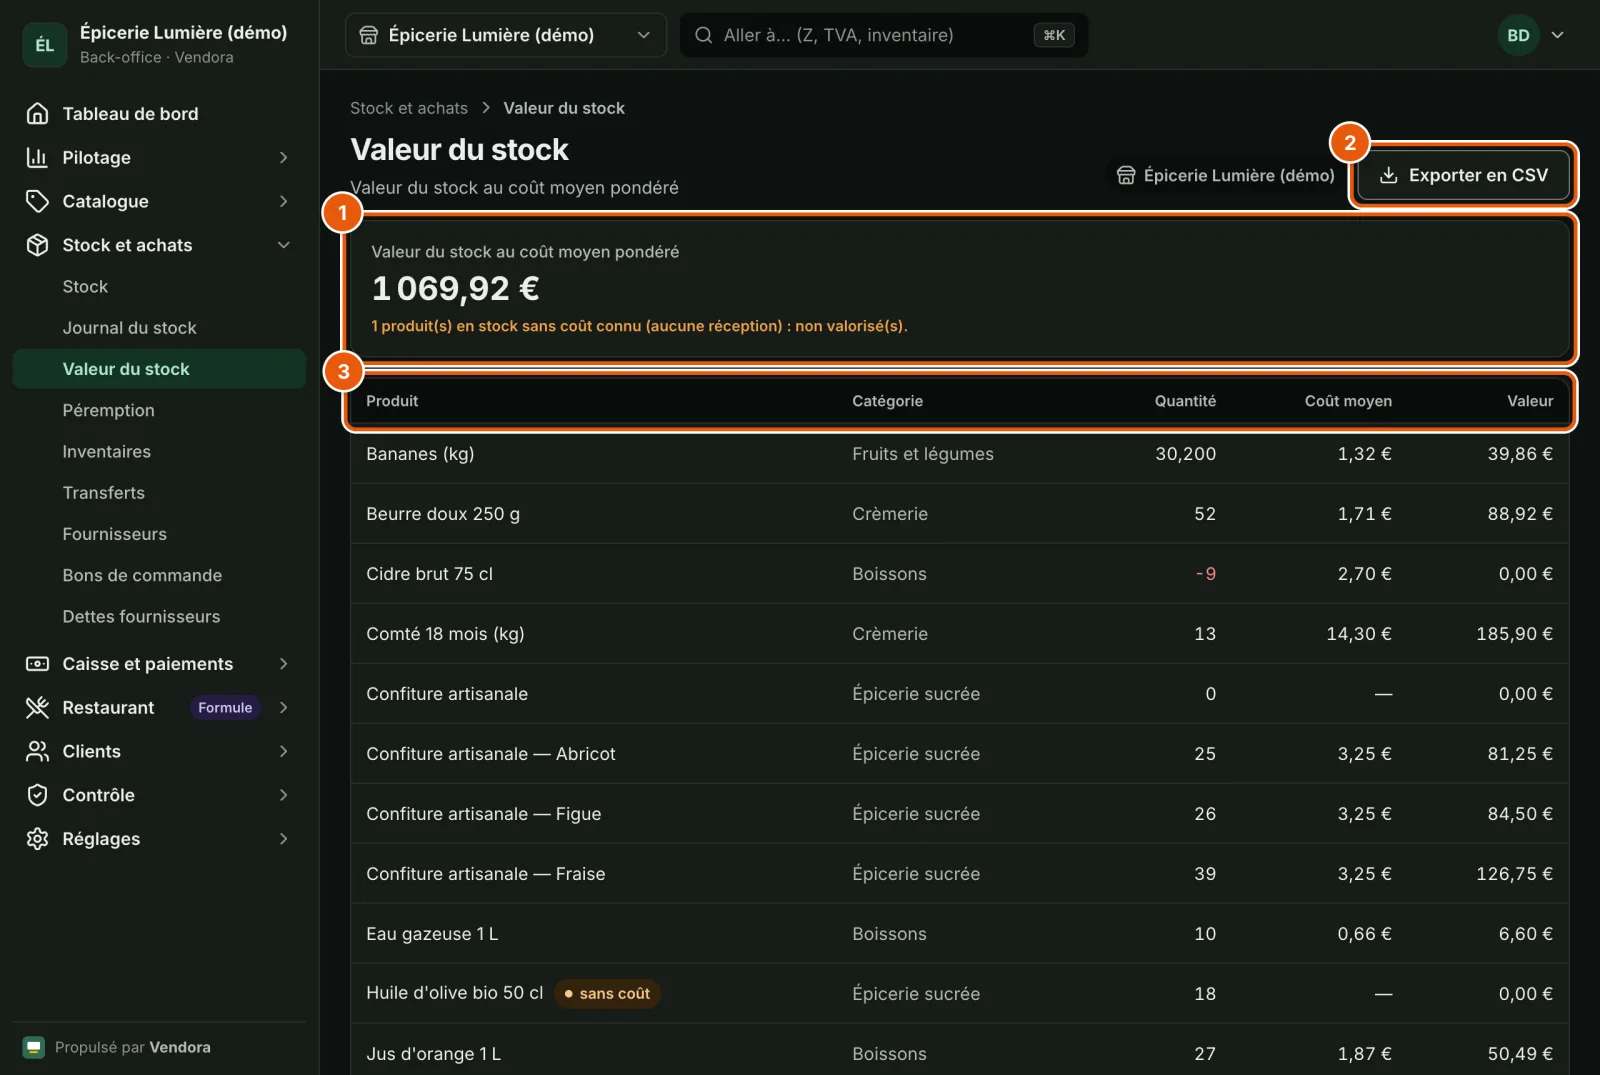 ÉL
Épicerie Lumière (démo)
Back-office · Vendora
Tableau de bord
Pilotage
Catalogue
Stock et achats
Stock
Journal du stock
Valeur du stock
Péremption
Inventaires
Transferts
Fournisseurs
Bons de commande
Dettes fournisseurs
Caisse et paiements
Restaurant Formule
Clients
Contrôle
Réglages
Propulsé par Vendora
Épicerie Lumière (démo)
Aller à... (Z, TVA, inventaire) ⌘K
BD
Stock et achats > Valeur du stock
Valeur du stock
Valeur du stock au coût moyen pondéré
Épicerie Lumière (démo)
2
Exporter en CSV
1
Valeur du stock au coût moyen pondéré
1 069,92 €
1 produit(s) en stock sans coût connu (aucune réception) : non valorisé(s).
3
Produit Catégorie Quantité Coût moyen Valeur
Bananes (kg) Fruits et légumes 30,200 1,32 € 39,86 €
Beurre doux 250 g Crèmerie 52 1,71 € 88,92 €
Cidre brut 75 cl Boissons -9 2,70 € 0,00 €
Comté 18 mois (kg) Crèmerie 13 14,30 € 185,90 €
Confiture artisanale Épicerie sucrée 0 — 0,00 €
Confiture artisanale — Abricot Épicerie sucrée 25 3,25 € 81,25 €
Confiture artisanale — Figue Épicerie sucrée 26 3,25 € 84,50 €
Confiture artisanale — Fraise Épicerie sucrée 39 3,25 € 126,75 €
Eau gazeuse 1 L Boissons 10 0,66 € 6,60 €
Huile d'olive bio 50 cl sans coût Épicerie sucrée 18 — 0,00 €
Jus d'orange 1 L Boissons 27 1,87 € 50,49 €